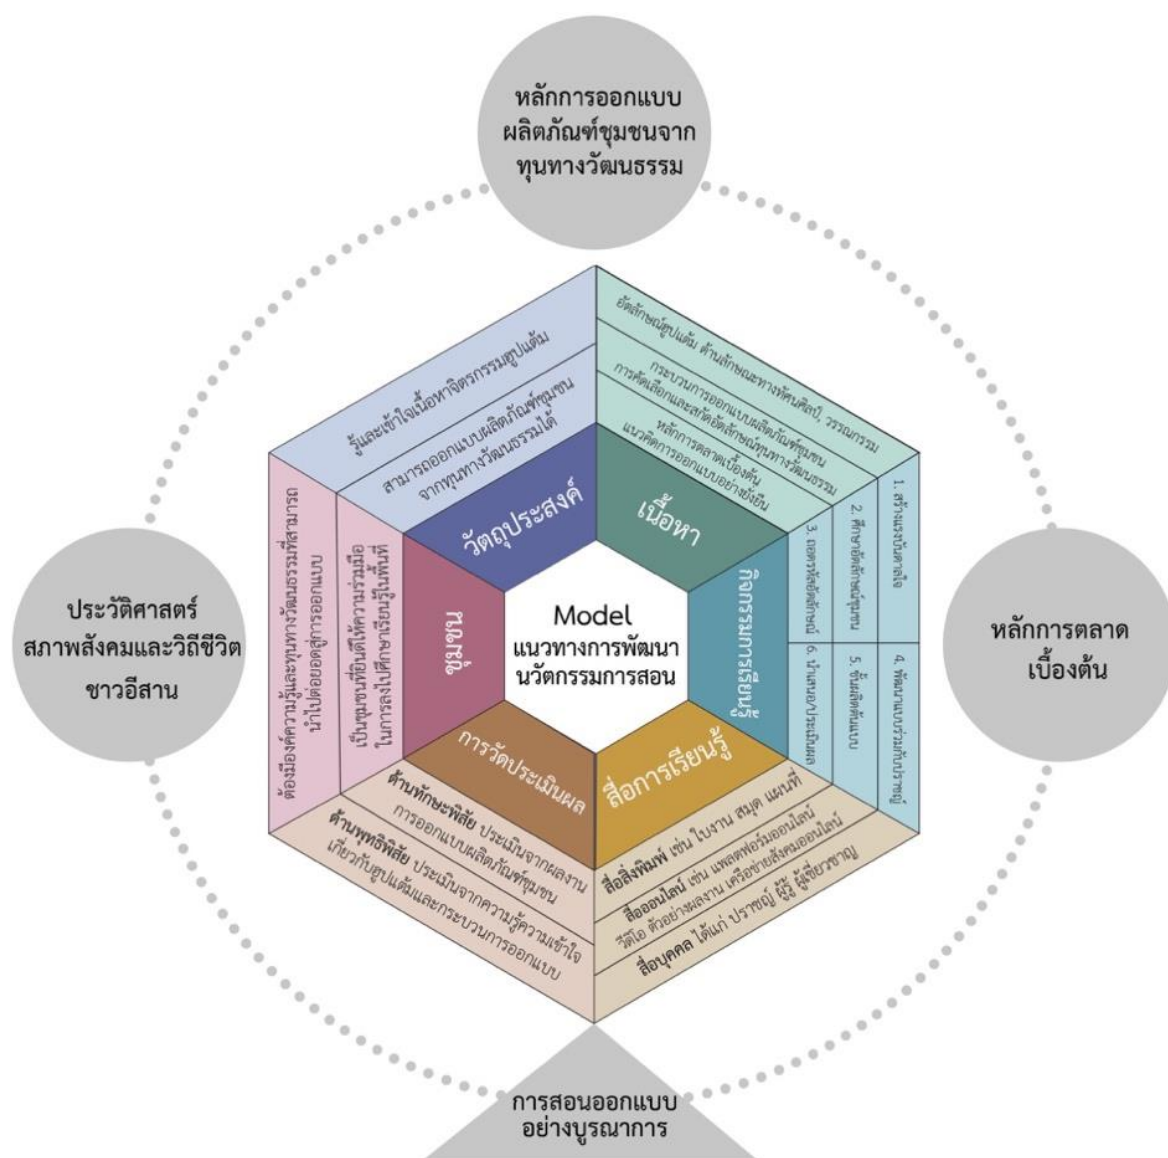 หลักการออกแบบ
ผลิตภัณฑ์ชุมชนจาก
ทุนทางวัฒนธรรม
อัตลักษณ์ฮูปแต้ม ด้านลักษณะทางทัศนศิลป์, วรรณกรรม
กระบวนการออกแบบผลิตภัณฑ์ชุมชน
การคัดเลือกและสกัดอัตลักษณ์ทุนทางวัฒนธรรม
หลักการตลาดเบื้องต้น
แนวคิดการออกแบบอย่างยั่งยืน
เนื้อหา
รู้และเข้าใจเนื้อหาจิตรกรรมฮูปแต้ม
สามารถออกแบบผลิตภัณฑ์ชุมชน
จากทุนทางวัฒนธรรมได้
วัตถุประสงค์
1. สร้างแรงบันดาลใจ
2. ศึกษาอัตลักษณ์ชุมชน
3. ถอดรหัสอัตลักษณ์
4. พัฒนาแบบร่วมกับปราชญ์
5. ขั้นผลิตต้นแบบ
6. นำเสนอ/ประเมินผล
กิจกรรมการเรียนรู้
Model
แนวทางการพัฒนา
นวัตกรรมการสอน
ชุมชน
เป็นชุมชนที่ยินดีให้ความร่วมมือ
ในการลงไปศึกษาเรียนรู้ในพื้นที่
ต้องมีองค์ความรู้และทุนทางวัฒนธรรมที่สามารถ
นำไปต่อยอดสู่การออกแบบ
ประวัติศาสตร์
สภาพสังคมและวิถีชีวิต
ชาวอีสาน
หลักการตลาด
เบื้องต้น
การวัดประเมินผล
ด้านทักษะพิสัย ประเมินจากผลงาน
การออกแบบผลิตภัณฑ์ชุมชน
ด้านพุทธิพิสัย ประเมินจากความรู้ความเข้าใจ
เกี่ยวกับฮูปแต้มและกระบวนการออกแบบ
สื่อการเรียนรู้
สื่อสิ่งพิมพ์ เช่น ใบงาน สมุด แผนที่
สื่อออนไลน์ เช่น แพลตฟอร์มออนไลน์
วีดีโอ ตัวอย่างผลงาน เครือข่ายสังคมออนไลน์
สื่อบุคคล ได้แก่ ปราชญ์ ผู้รู้ ผู้เชี่ยวชาญ
การสอนออกแบบ
อย่างบูรณาการ